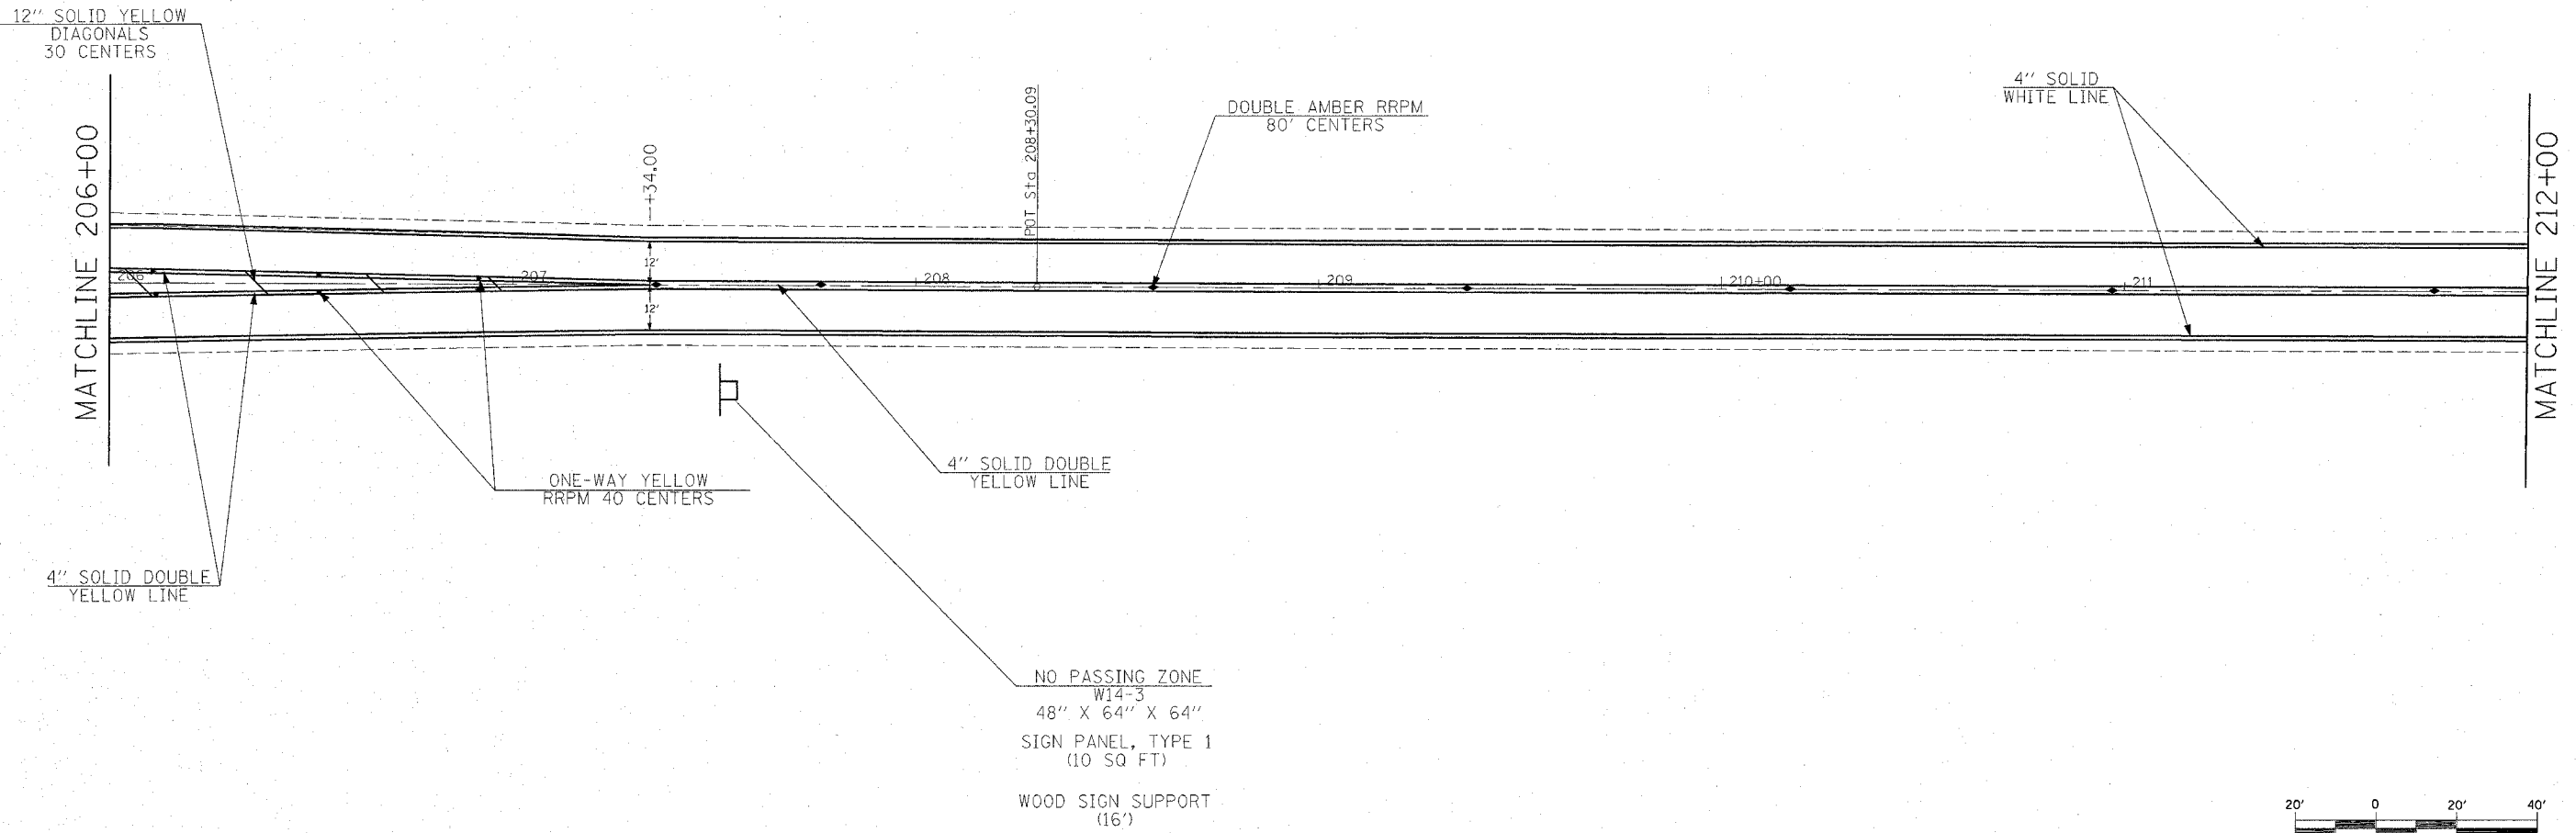 12" SOLID YELLOW
DIAGONALS
30 CENTERS
MATCHLINE 206+00
+34.00
POT Sta 208+30.09
DOUBLE AMBER RRPM
80' CENTERS
4" SOLID
WHITE LINE
MATCHLINE 212+00
12'
206
207
208
209
210+00
211
12'
4" SOLID DOUBLE
YELLOW LINE
ONE-WAY YELLOW
RRPM 40 CENTERS
4" SOLID DOUBLE
YELLOW LINE
NO PASSING ZONE
W14-3
48" X 64" X 64"
SIGN PANEL, TYPE 1
(10 SQ FT)
WOOD SIGN SUPPORT
(16')
20' 0 20' 40'